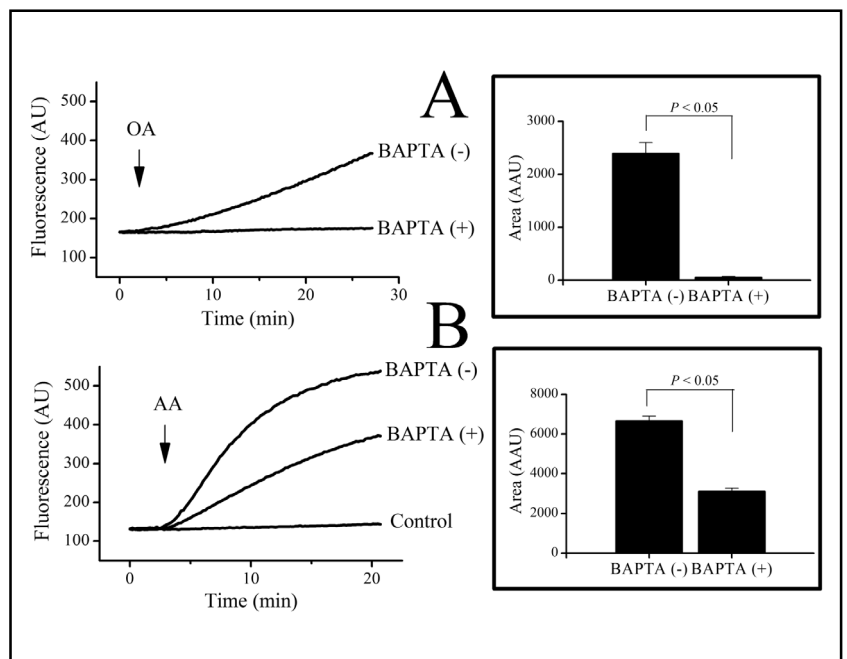 A
Fluorescence (AU)
500
400
300
200
100
OA
BAPTA (-)
BAPTA (+)
0
10
20
30
Time (min)
P < 0.05
Area (AAU)
3000
2000
1000
0
BAPTA (-)
BAPTA (+)
B
Fluorescence (AU)
500
400
300
200
100
AA
BAPTA (-)
BAPTA (+)
Control
0
10
20
Time (min)
P < 0.05
Area (AAU)
8000
6000
4000
2000
0
BAPTA (-)
BAPTA (+)